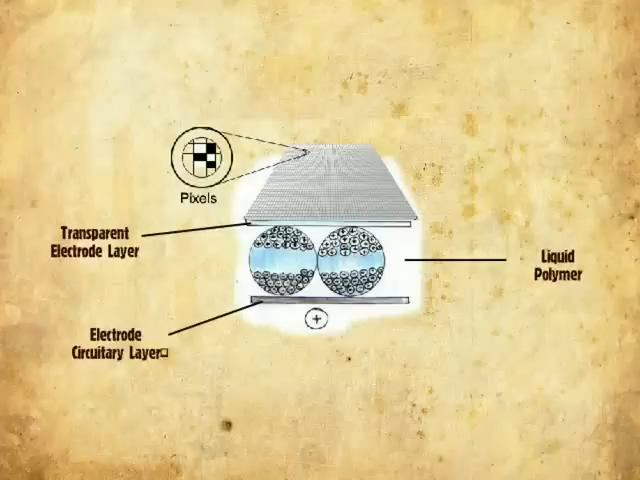 Pixels
Transparent
Electrode Layer
Liquid
Polymer
Electrode
Circuitary Layer□